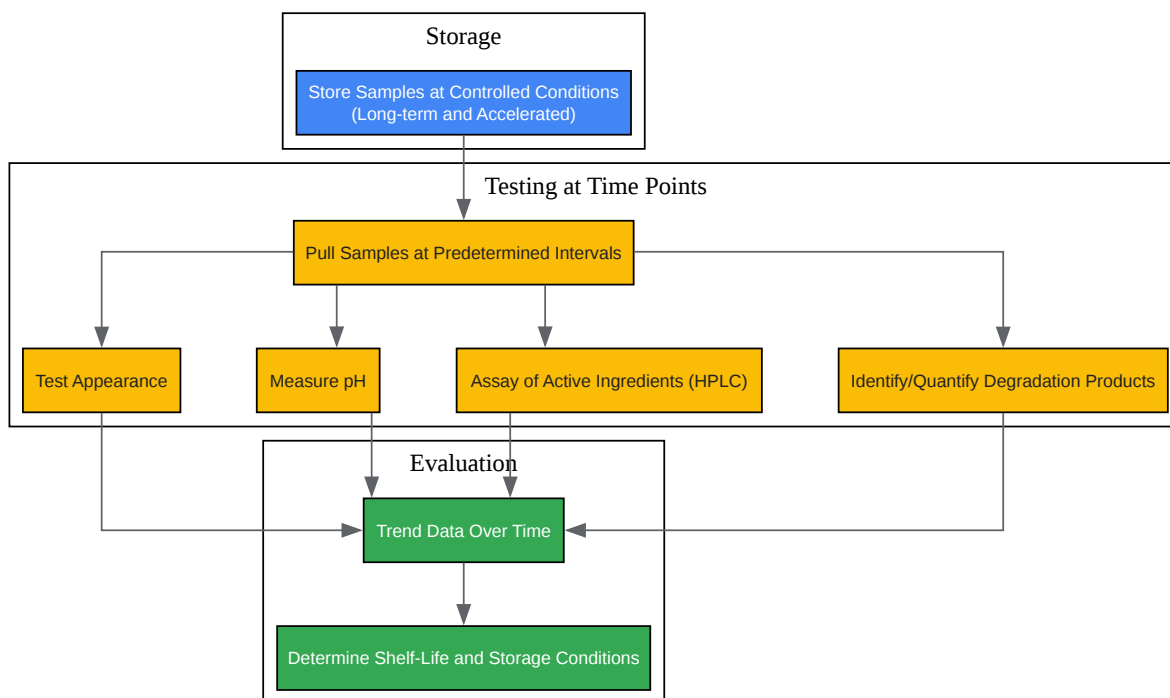 Storage
Store Samples at Controlled Conditions
(Long-term and Accelerated)
Testing at Time Points
Pull Samples at Predetermined Intervals
Test Appearance
Measure pH
Assay of Active Ingredients (HPLC)
Identify/Quantify Degradation Products
Evaluation
Trend Data Over Time
Determine Shelf-Life and Storage Conditions